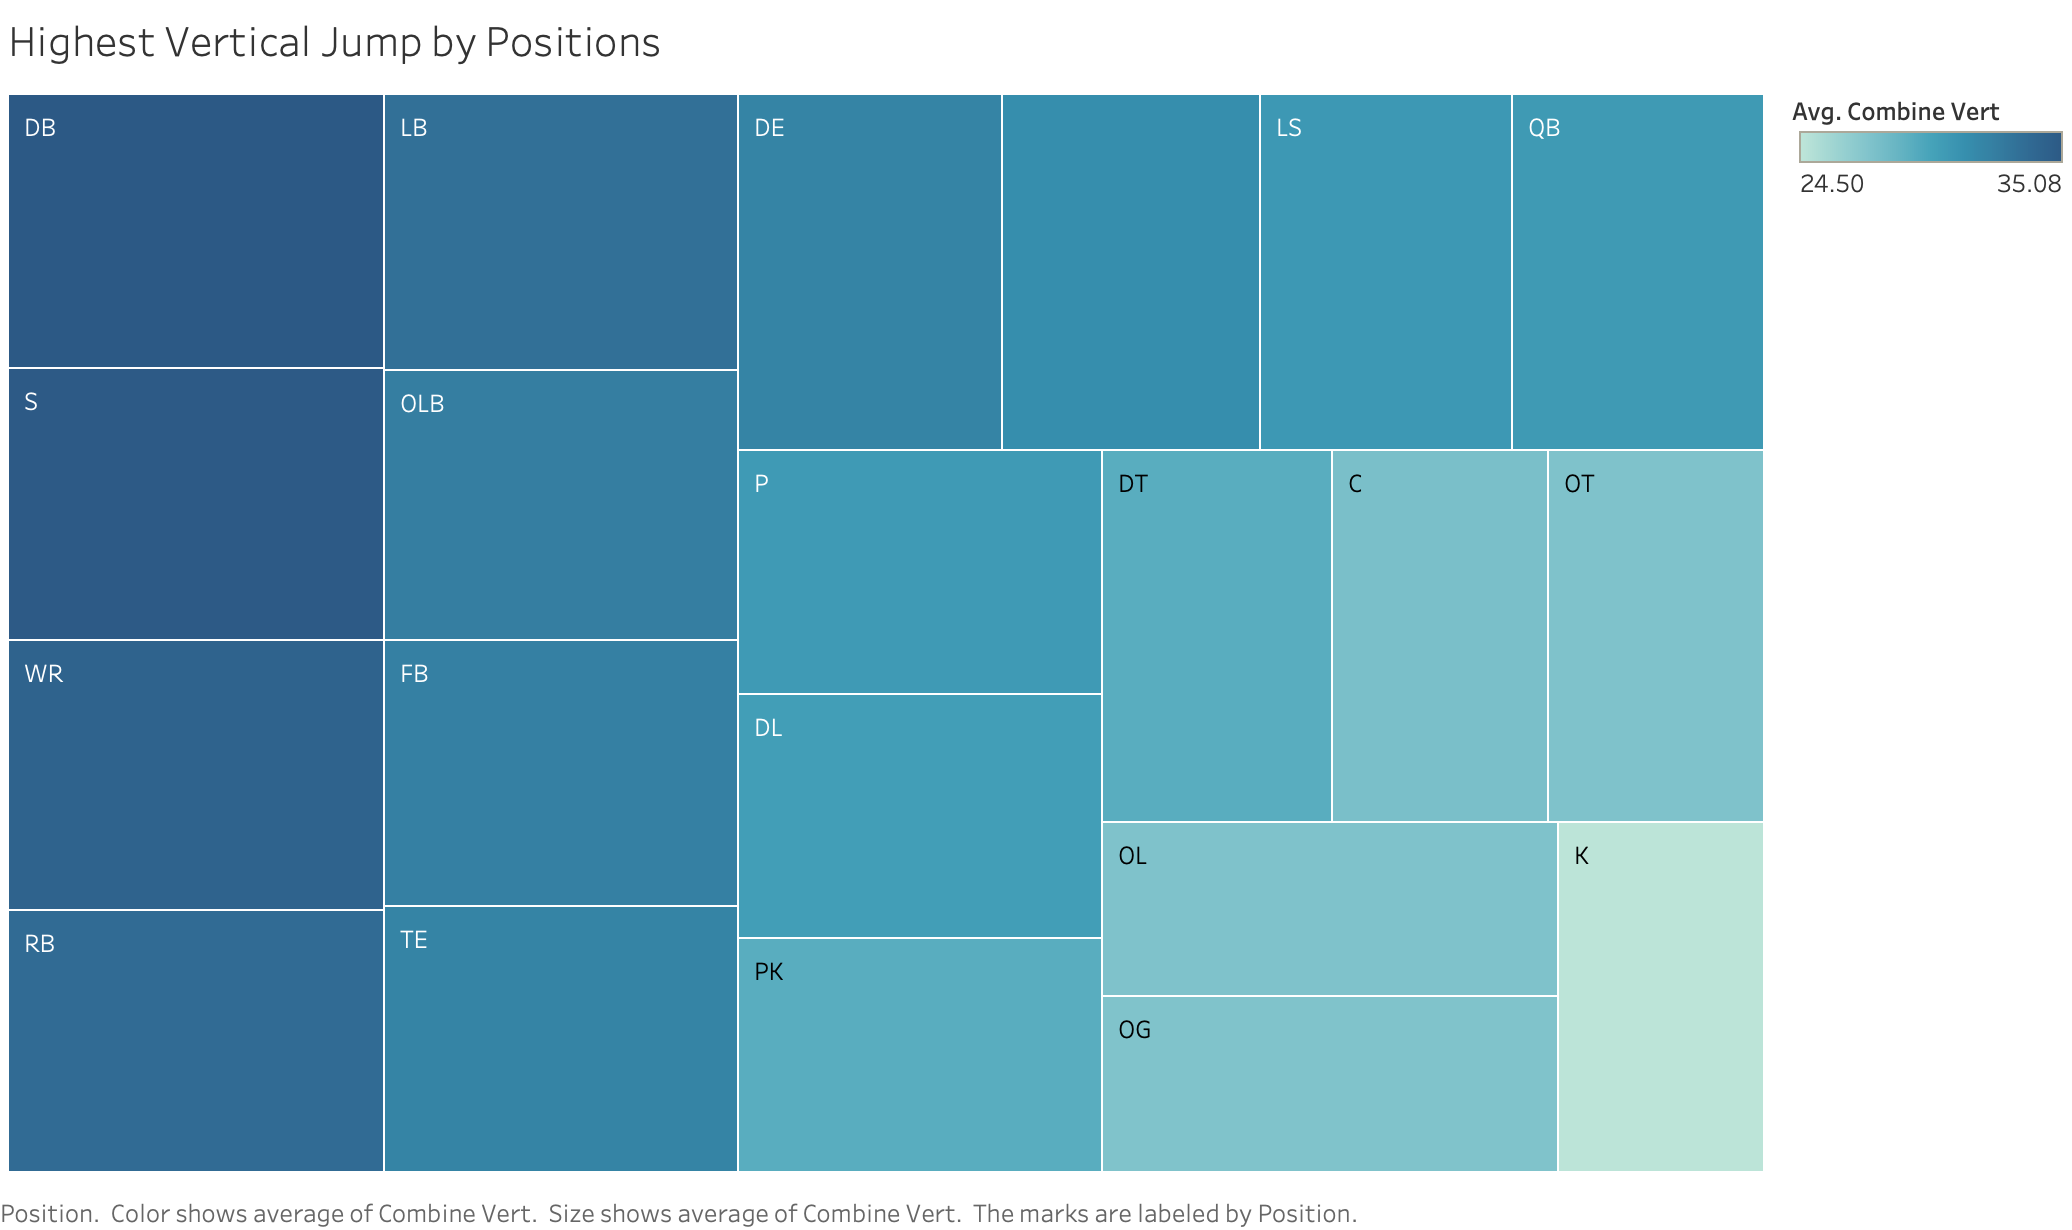 Highest Vertical Jump by Positions
DB
LB
DE
LS
QB
Avg. Combine Vert
24.50 35.08
S
OLB
P
DT
C
OT
WR
FB
DL
OL
K
RB
TE
PK
OG
Position. Color shows average of Combine Vert. Size shows average of Combine Vert. The marks are labeled by Position.